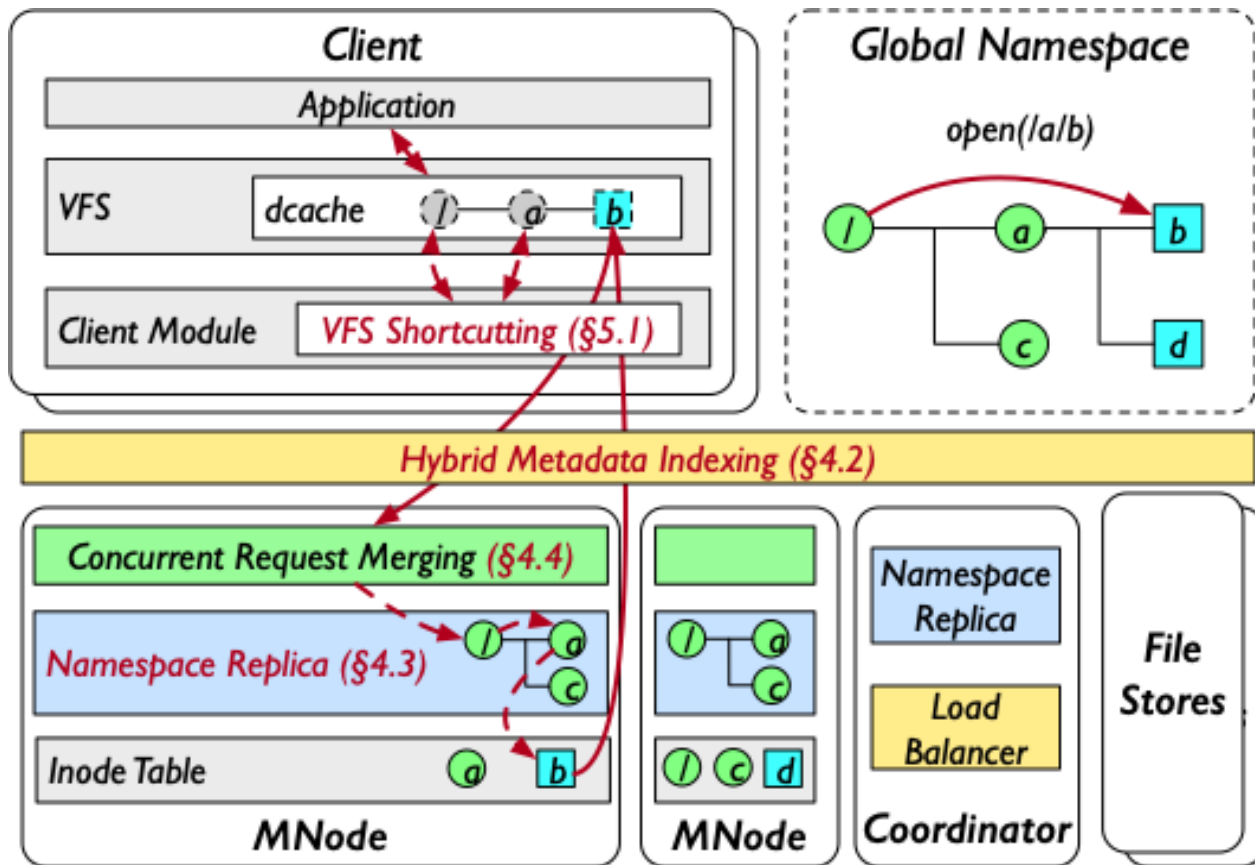 Client
Application
VFS
dcache
/
a
b
Client Module
VFS Shortcutting (§5.1)
Global Namespace
open(/a/b)
/
a
b
c
d
Hybrid Metadata Indexing (§4.2)
Concurrent Request Merging (§4.4)
Namespace Replica (§4.3)
/
a
c
Inode Table
a
b
MNode
/
a
c
/
c
d
MNode
Namespace
Replica
Load
Balancer
Coordinator
File
Stores